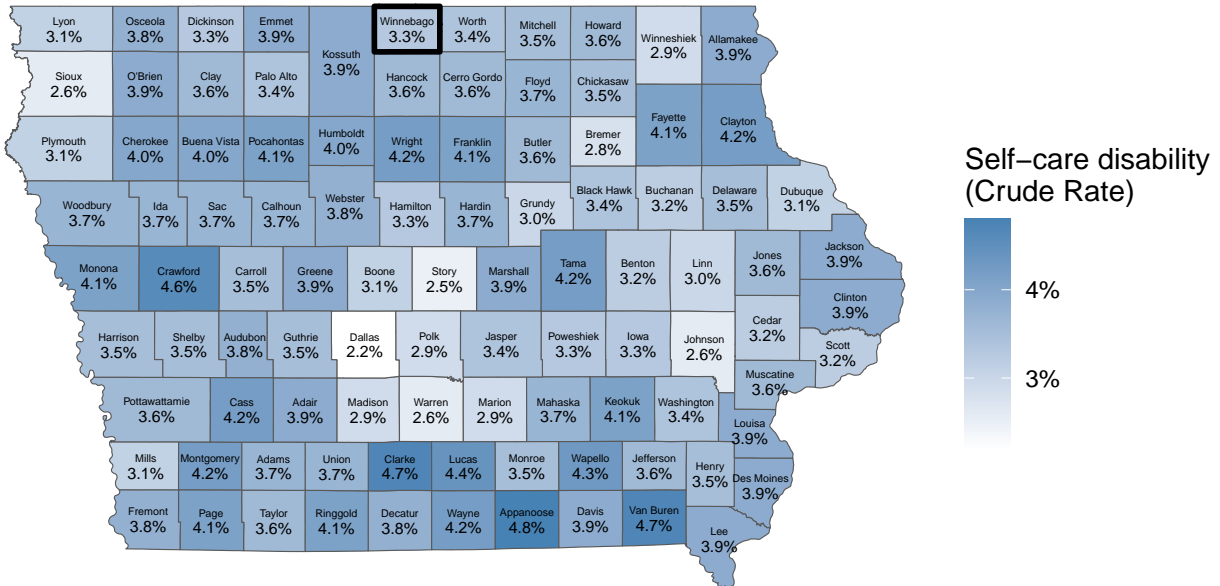 Lyon
3.1%
Osceola
3.8%
Dickinson
3.3%
Emmet
3.9%
Winnebago
3.3%
Worth
3.4%
Mitchell
3.5%
Howard
3.6%
Winneshiek
2.9%
Allamakee
3.9%
Kossuth
3.9%
Sioux
2.6%
O'Brien
3.9%
Clay
3.6%
Palo Alto
3.4%
Hancock
3.6%
Cerro Gordo
3.6%
Floyd
3.7%
Chickasaw
3.5%
Fayette
4.1%
Clayton
4.2%
Plymouth
3.1%
Cherokee
4.0%
Buena Vista
4.0%
Pocahontas
4.1%
Humboldt
4.0%
Wright
4.2%
Franklin
4.1%
Butler
3.6%
Bremer
2.8%
Woodbury
3.7%
Ida
3.7%
Sac
3.7%
Calhoun
3.7%
Webster
3.8%
Hamilton
3.3%
Hardin
3.7%
Grundy
3.0%
Black Hawk
3.4%
Buchanan
3.2%
Delaware
3.5%
Dubuque
3.1%
Monona
4.1%
Crawford
4.6%
Carroll
3.5%
Greene
3.9%
Boone
3.1%
Story
2.5%
Marshall
3.9%
Tama
4.2%
Benton
3.2%
Linn
3.0%
Jones
3.6%
Jackson
3.9%
Clinton
3.9%
Harrison
3.5%
Shelby
3.5%
Audubon
3.8%
Guthrie
3.5%
Dallas
2.2%
Polk
2.9%
Jasper
3.4%
Poweshiek
3.3%
Iowa
3.3%
Johnson
2.6%
Cedar
3.2%
Scott
3.2%
Muscatine
3.6%
Pottawattamie
3.6%
Cass
4.2%
Adair
3.9%
Madison
2.9%
Warren
2.6%
Marion
2.9%
Mahaska
3.7%
Keokuk
4.1%
Washington
3.4%
Louisa
3.9%
Mills
3.1%
Montgomery
4.2%
Adams
3.7%
Union
3.7%
Clarke
4.7%
Lucas
4.4%
Monroe
3.5%
Wapello
4.3%
Jefferson
3.6%
Henry
3.5%
Des Moines
3.9%
Fremont
3.8%
Page
4.1%
Taylor
3.6%
Ringgold
4.1%
Decatur
3.8%
Wayne
4.2%
Appanoose
4.8%
Davis
3.9%
Van Buren
4.7%
Lee
3.9%
Self−care disability
(Crude Rate)
4%
3%